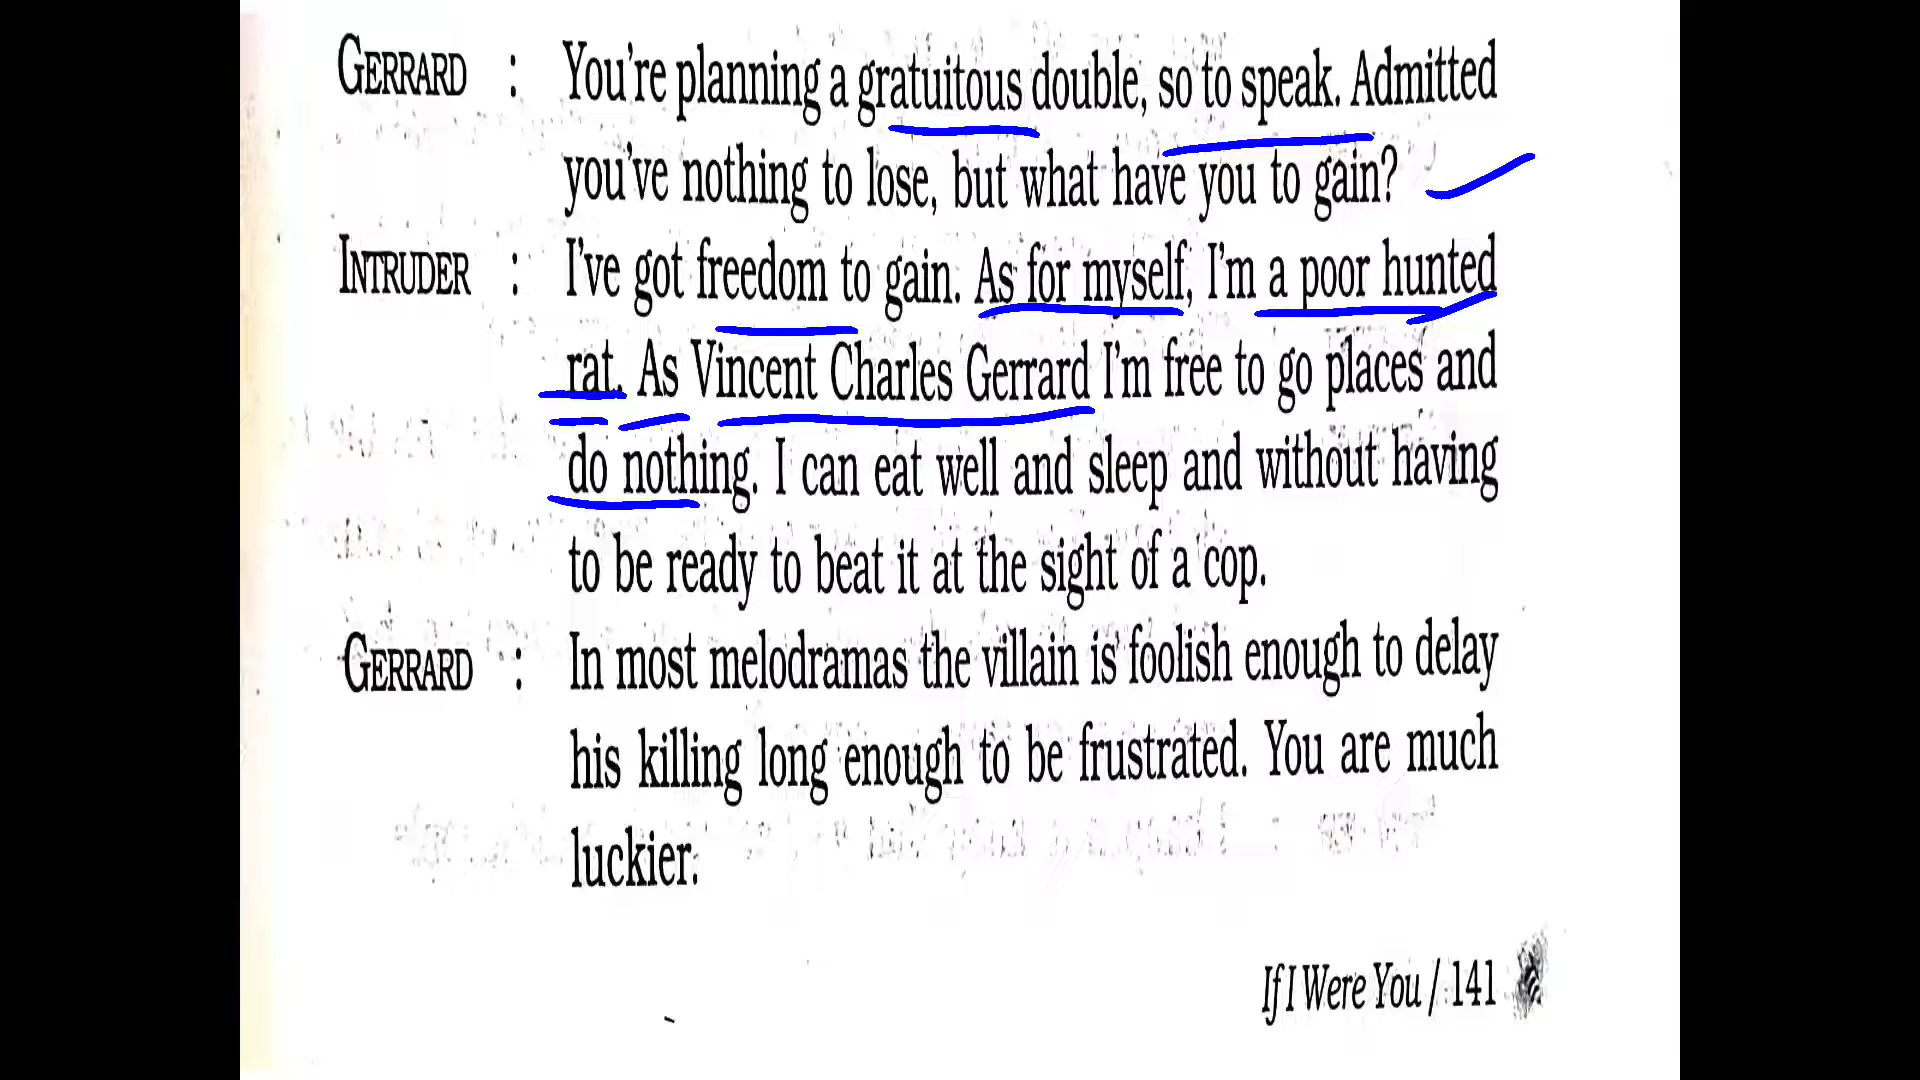 GERRARD : You're planning a gratuitous double, so to speak. Admitted
you've nothing to lose, but what have you to gain?
INTRUDER : I've got freedom to gain. As for myself, I'm a poor hunted
rat. As Vincent Charles Gerrard I'm free to go places and
do nothing. I can eat well and sleep and without having
to be ready to beat it at the sight of a cop.
GERRARD : In most melodramas the villain is foolish enough to delay
his killing long enough to be frustrated. You are much
luckier.
If I Were You / 141